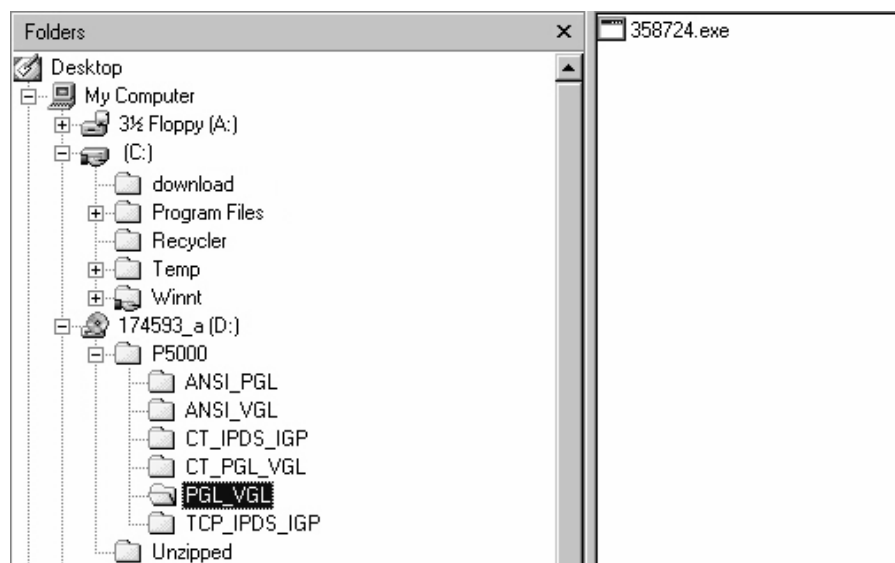 Folders
358724.exe
Desktop
My Computer
3½ Floppy (A:)
(C:)
download
Program Files
Recycler
Temp
Winnt
174593_a (D:)
P5000
ANSI_PGL
ANSI_VGL
CT_IPDS_IGP
CT_PGL_VGL
PGL_VGL
TCP_IPDS_IGP
Unzipped